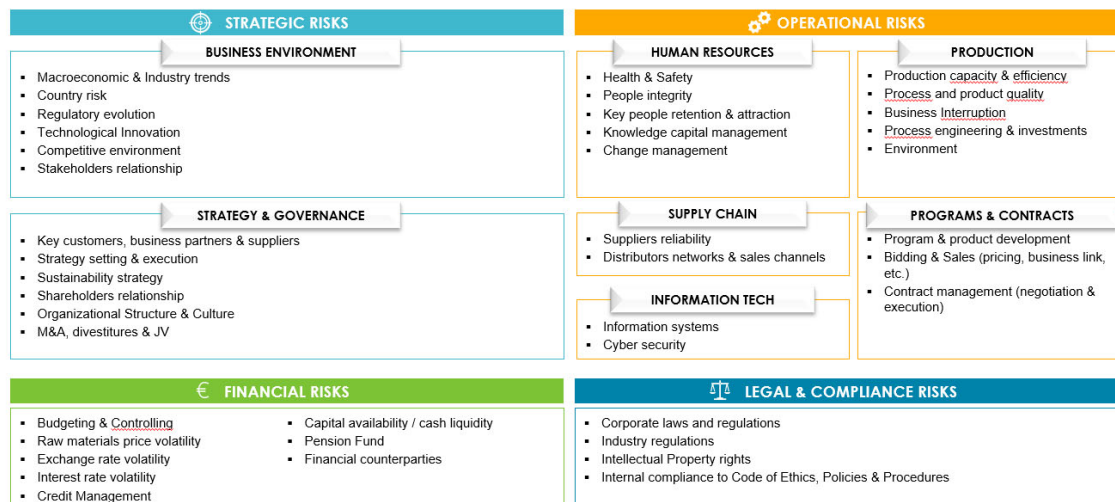 STRATEGIC RISKS
BUSINESS ENVIRONMENT
Macroeconomic & Industry trends
Country risk
Regulatory evolution
Technological Innovation
Competitive environment
Stakeholders relationship
STRATEGY & GOVERNANCE
Key customers, business partners & suppliers
Strategy setting & execution
Sustainability strategy
Shareholders relationship
Organizational Structure & Culture
M&A, divestitures & JV
OPERATIONAL RISKS
HUMAN RESOURCES
Health & Safety
People integrity
Key people retention & attraction
Knowledge capital management
Change management
PRODUCTION
Production capacity & efficiency
Process and product quality
Business Interruption
Process engineering & investments
Environment
SUPPLY CHAIN
Suppliers reliability
Distributors networks & sales channels
INFORMATION TECH
Information systems
Cyber security
PROGRAMS & CONTRACTS
Program & product development
Bidding & Sales (pricing, business link,
etc.)
Contract management (negotiation &
execution)
€ FINANCIAL RISKS
Budgeting & Controlling
Raw materials price volatility
Exchange rate volatility
Interest rate volatility
Credit Management
Capital availability / cash liquidity
Pension Fund
Financial counterparties
LEGAL & COMPLIANCE RISKS
Corporate laws and regulations
Industry regulations
Intellectual Property rights
Internal compliance to Code of Ethics, Policies & Procedures